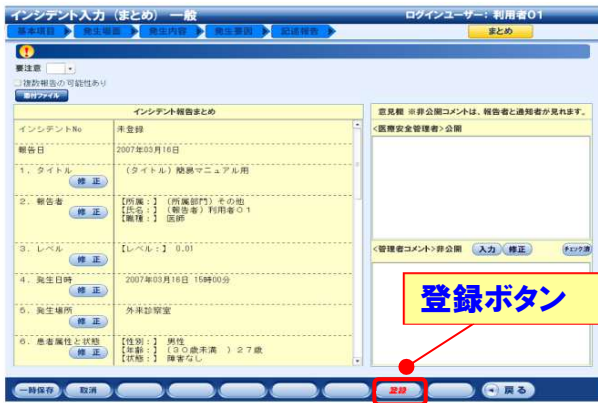 インシデント入力（まとめ） 一般
ログインユーザー：利用者01
基本項目
発生場面
発生内容
発生要因
記述報告
まとめ
要注意
複数報告の可能性あり
添付ファイル
インシデント報告まとめ
インシデントNo
未登録
報告日
2007年03月16日
1. タイトル
修 正
（タイトル）簡易マニュアル用
2. 報告者
修 正
【所属：】（所属部門）その他
【氏名：】（報告者）利用者０１
【職種：】 医師
3. レベル
修 正
【レベル：】 0.01
4. 発生日時
修 正
2007年03月16日 15時00分
5. 発生場所
修 正
外来診察室
6. 患者属性と状態
修 正
【性別：】 男性
【年齢：】（３０歳未満 ）２７歳
【状態：】 障害なし
意見欄 ※非公開コメントは、報告者と通知者が見れます。
<医療安全管理者>公開
<管理者コメント>非公開
入力
修正
チェック済
登録ボタン
一時保存
取消
登録
戻る